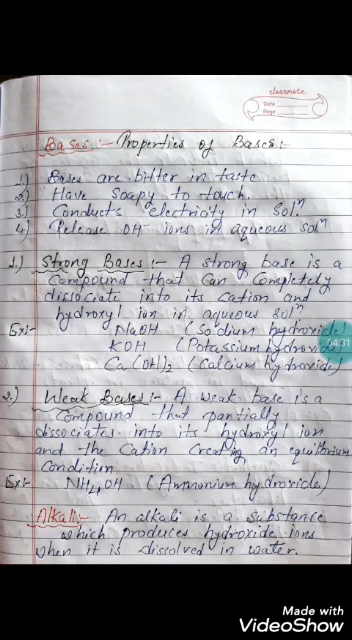 classmate
Date
Page
Bases:- Properties of Bases:-
1.) Bases are bitter in taste
2.) Have soapy to touch.
3.) Conducts electricity in Solⁿ.
4.) Release OH⁻ ions in aqueous solⁿ
1.) Strong Bases:- A strong base is a
compound that can completely
dissociate into its cation and
hydroxyl ion in aqueous solⁿ
Ex:- NaOH (Sodium hydroxide)
KOH (Potassium hydroxide)
04:31
Ca(OH)₂ (Calcium hydroxide)
2.) Weak Bases:- A weak base is a
compound that partially
dissociates into its hydroxyl ion
and the cation creating an equilibrium
condition
Ex:- NH₄OH (Ammonium hydroxide)
Alkali:- An alkali is a substance
which produces hydroxide ions
when it is dissolved in water.
Made with
VideoShow